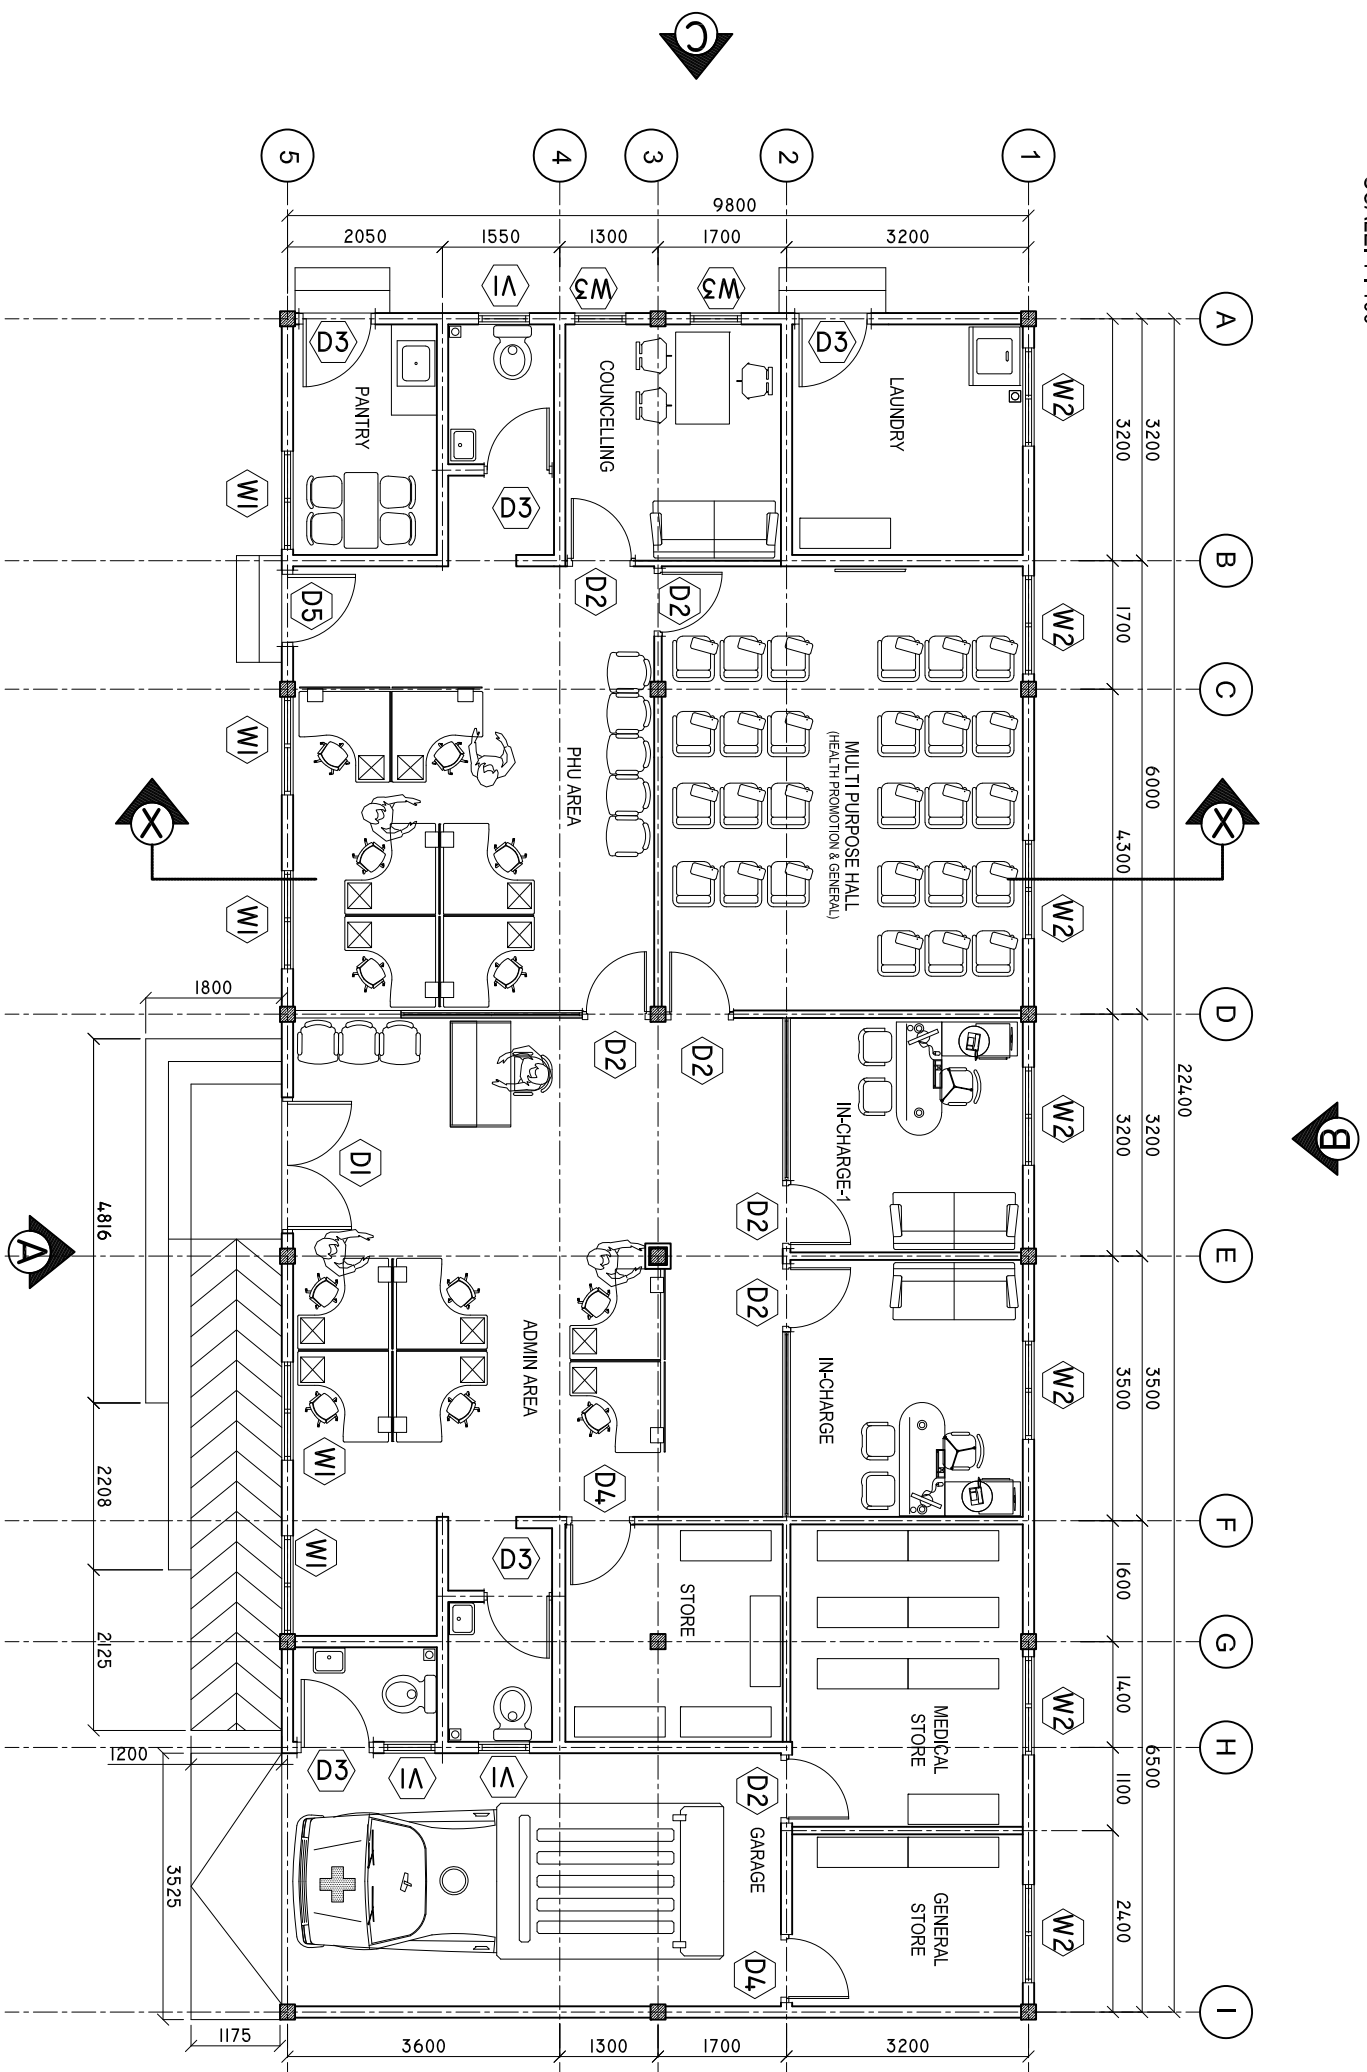 C
5
4
3
2
1
9800
2050
1550
1300
1700
3200
V1
W3
W3
A
D3
D3
PANTRY
COUNCELLING
LAUNDRY
W2
3200
3200
W1
D3
B
D5
D2
D2
W2
1700
C
W1
PHU AREA
MULTI PURPOSE HALL
(HEALTH PROMOTION & GENERAL)
6000
4300
X
X
W1
W2
1800
D
D2
D2
22400
IN-CHARGE-1
W2
3200
3200
B
D1
D2
4816
A
E
D2
ADMIN AREA
IN-CHARGE
W2
3500
3500
W1
D4
2208
F
W1
D3
STORE
1600
2125
G
MEDICAL
STORE
W2
1400
H
1200
D3
V1
V1
D2
1100
6500
GARAGE
3525
GENERAL
STORE
W2
2400
D4
I
1175
3600
1300
1700
3200